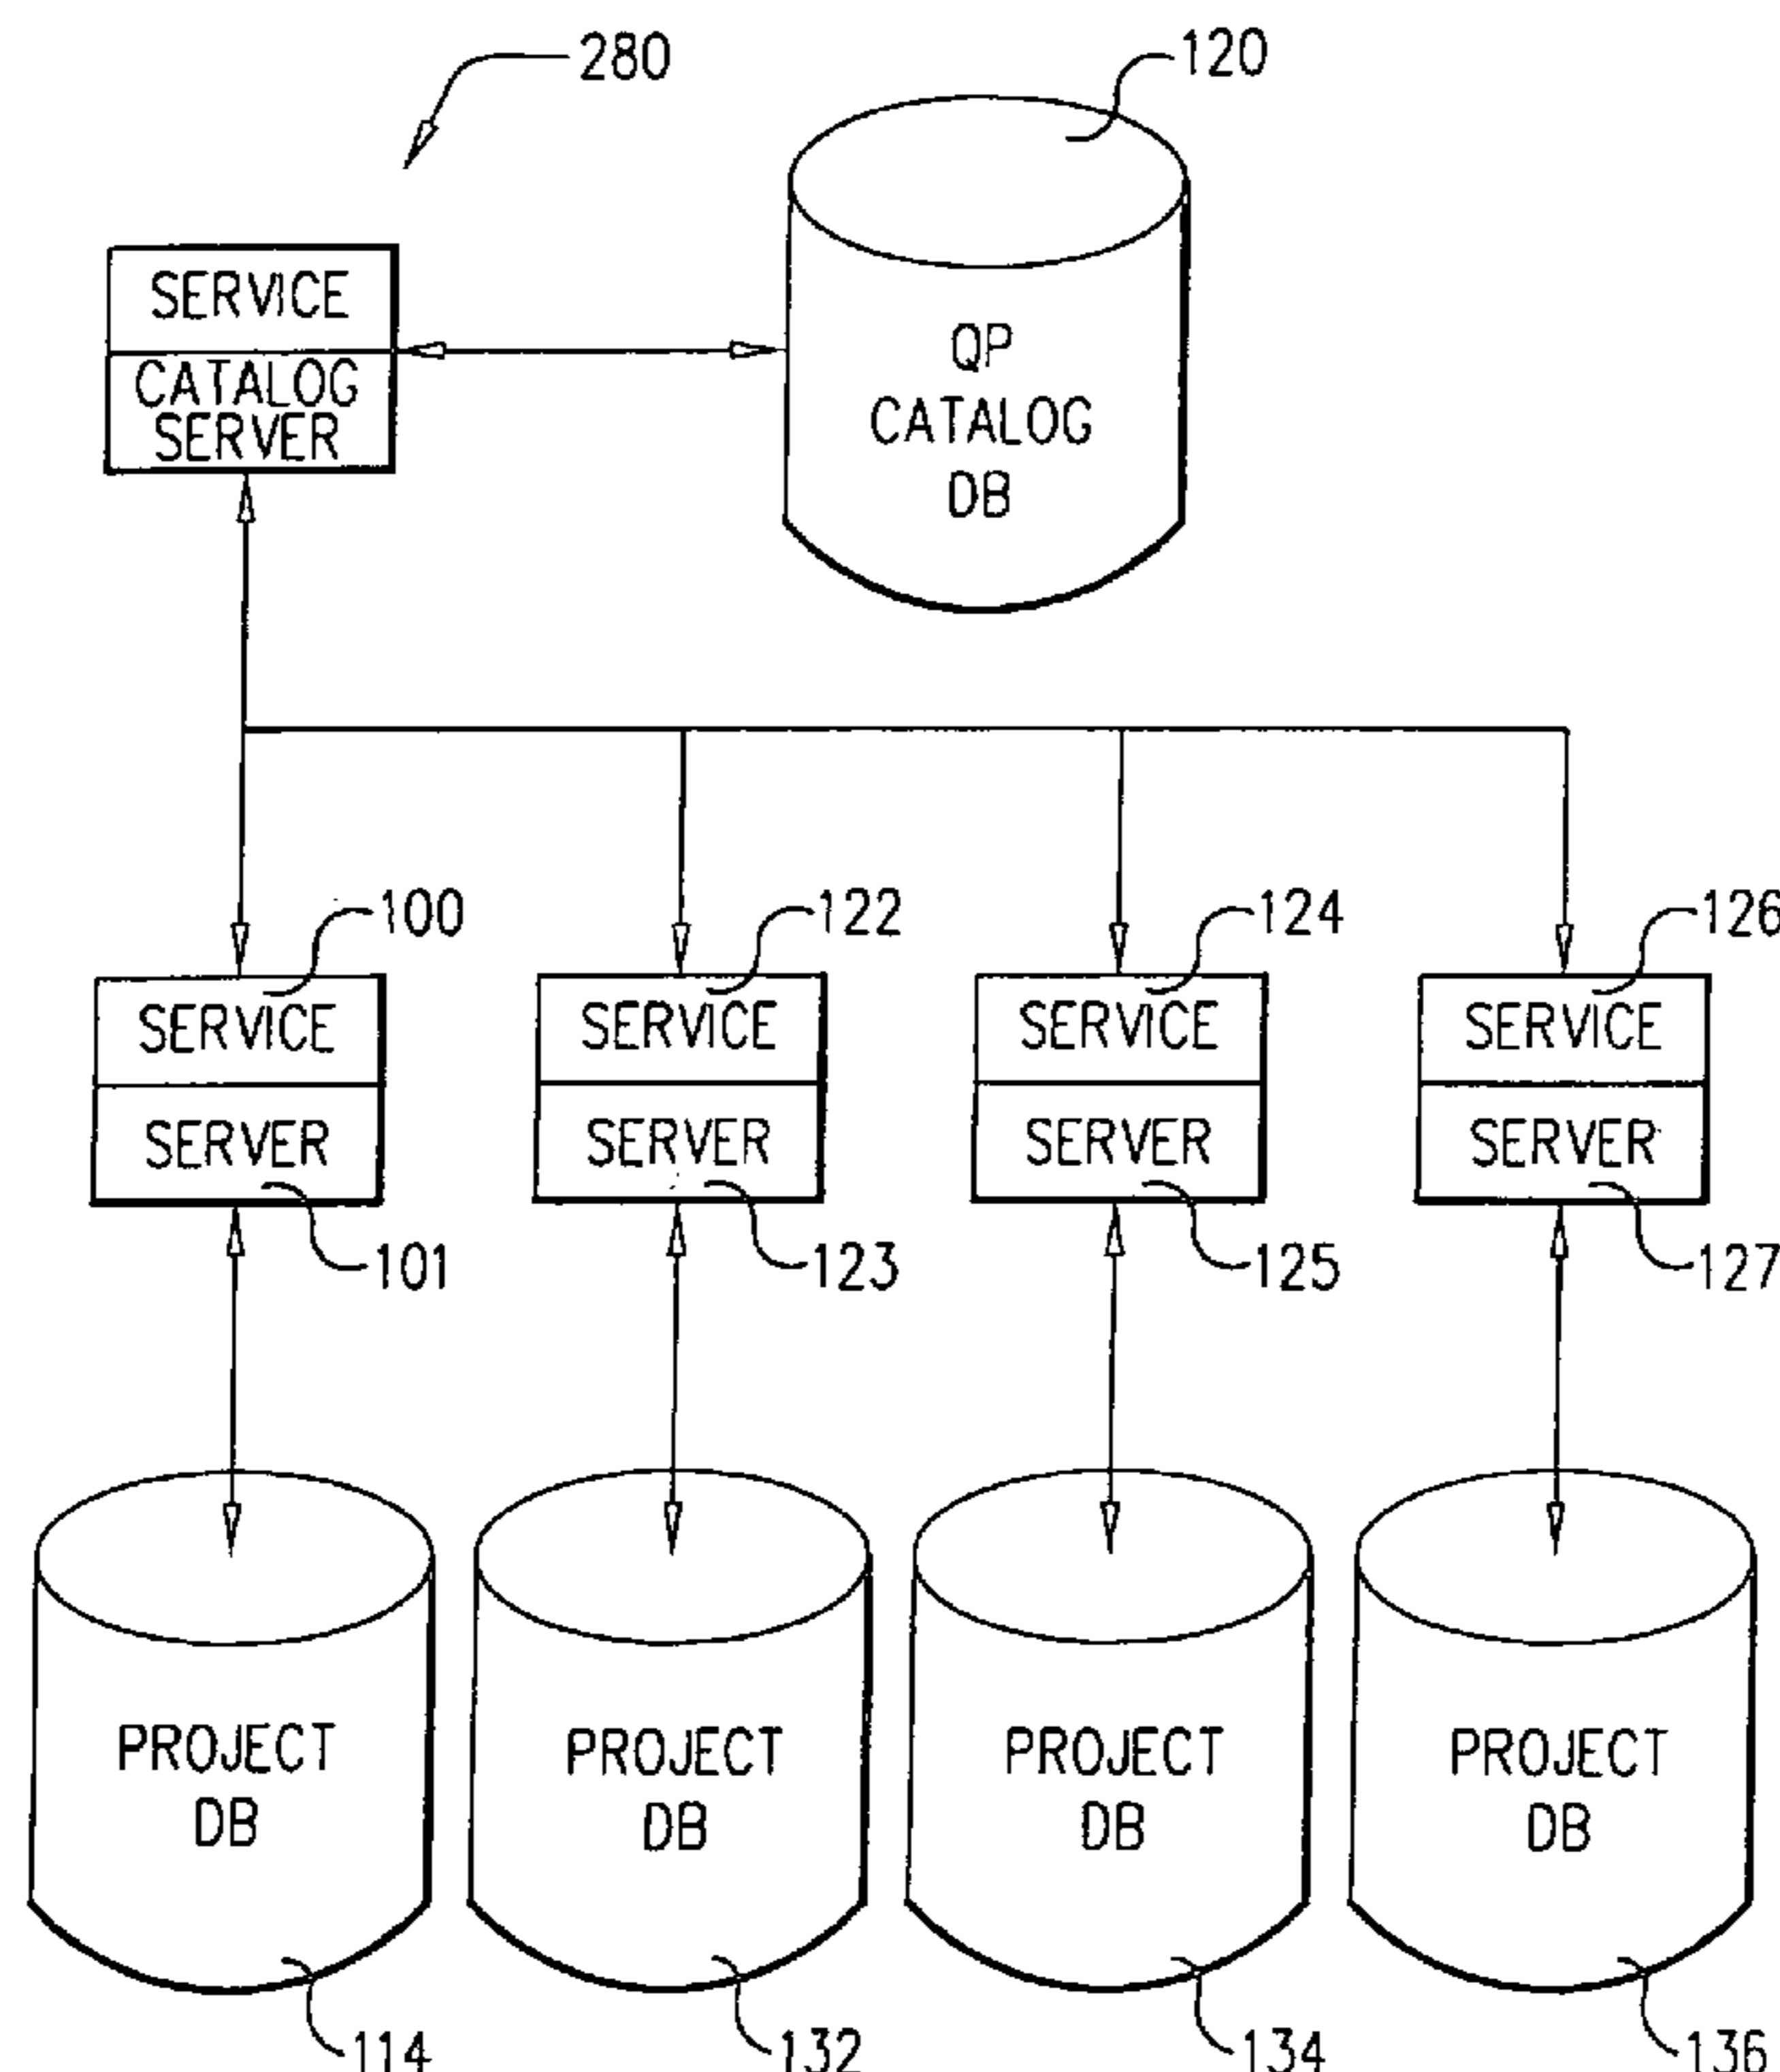 280
120
SERVICE
CATALOG
SERVER
QP
CATALOG
DB
100
122
124
126
SERVICE
SERVICE
SERVICE
SERVICE
SERVER
SERVER
SERVER
SERVER
101
123
125
127
PROJECT
DB
PROJECT
DB
PROJECT
DB
PROJECT
DB
114
132
134
136